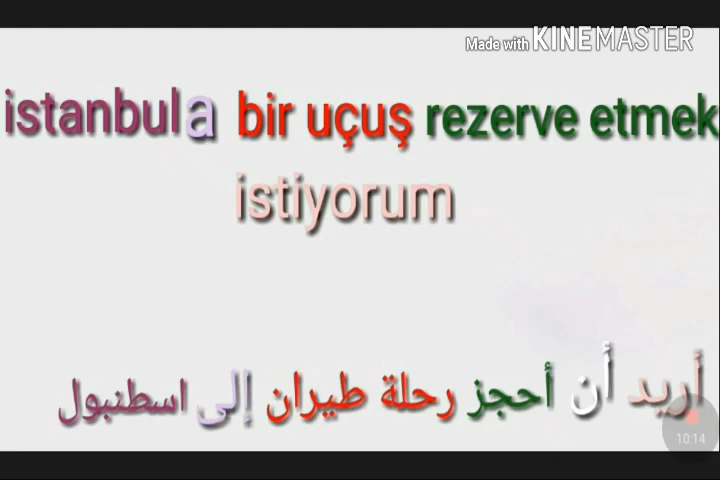 Made with KINEMASTER
istanbula bir uçuş rezerve etmek
istiyorum
أريد أن أحجز رحلة طيران إلى اسطنبول
10:14